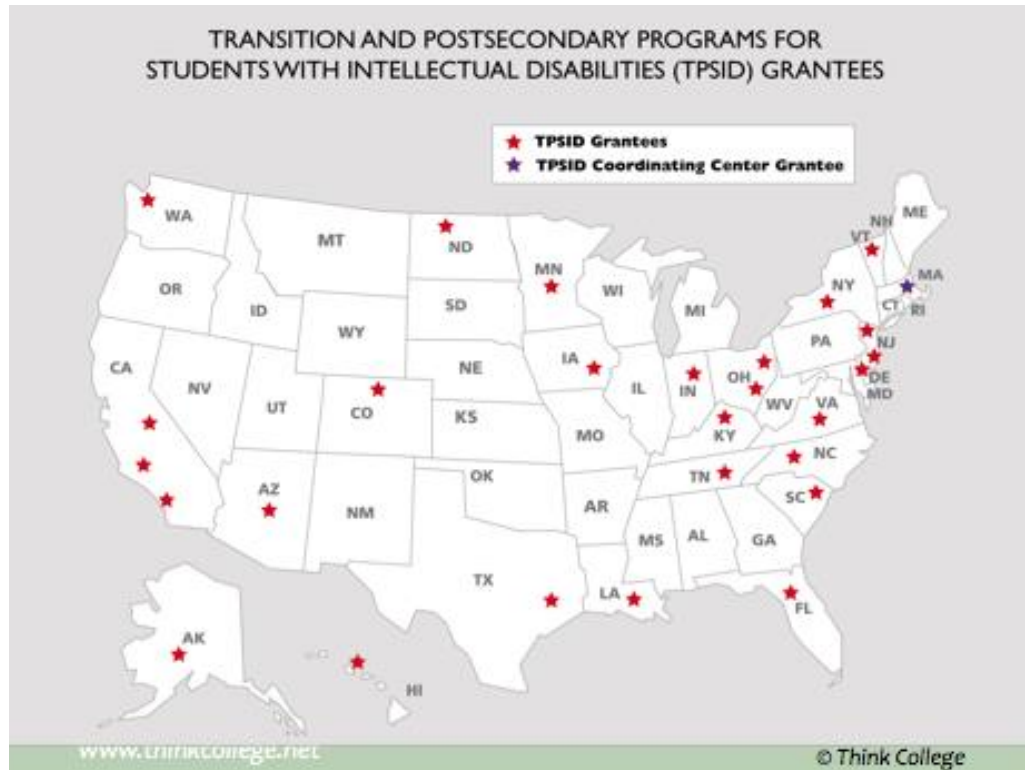 TRANSITION AND POSTSECONDARY PROGRAMS FOR
STUDENTS WITH INTELLECTUAL DISABILITIES (TPSID) GRANTEES
TPSID Grantees
TPSID Coordinating Center Grantee
WA
MT
ND
MN
OR
ID
SD
WI
MI
WY
NY
VT
NH
ME
MA
CT
RI
CA
NV
UT
CO
NE
KS
IA
IL
IN
OH
PA
NJ
DE
MD
WV
VA
MO
KY
AZ
NM
OK
AR
TN
NC
SC
MS
AL
GA
TX
LA
FL
AK
HI
www.thinkcollege.net
© Think College